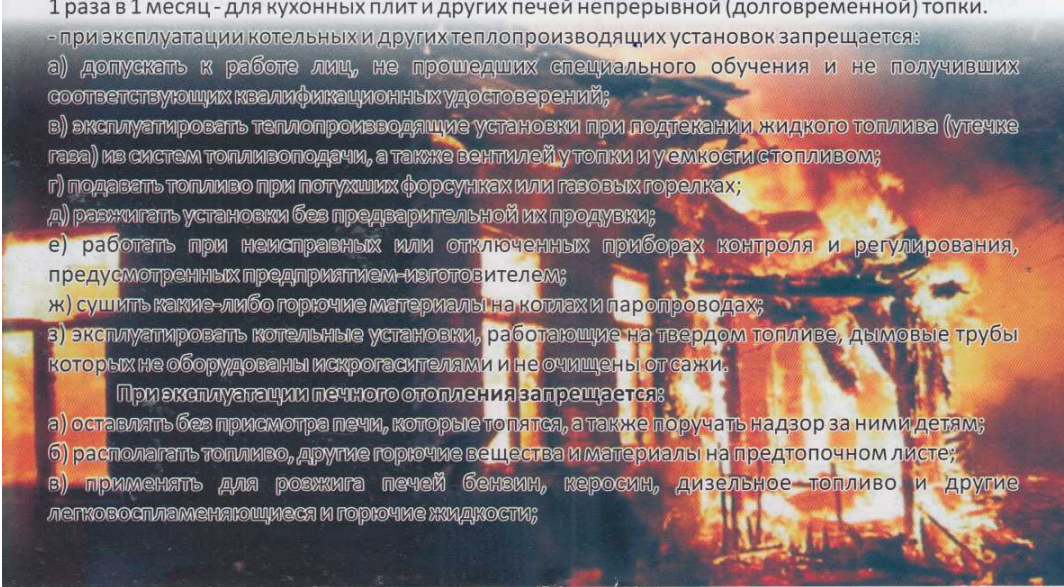 1 раза в 1 месяц - для кухонных плит и других печей непрерывной (долговременной) топки.
- при эксплуатации котельных и других теплопроизводящих установок запрещается:
а) допускать к работе лиц, не прошедших специального обучения и не получивших
соответствующих квалификационных удостоверений;
в) эксплуатировать теплопроизводящие установки при подтекании жидкого топлива (утечке
газа) из систем топливоподачи, а также вентилей у топки и у емкости с топливом;
г) подавать топливо при потухших форсунках или газовых горелках;
д) разжигать установки без предварительной их продувки;
е) работать при неисправных или отключенных приборах контроля и регулирования,
предусмотренных предприятием-изготовителем;
ж) сушить какие-либо горючие материалы на котлах и паропроводах;
з) эксплуатировать котельные установки, работающие на твердом топливе, дымовые трубы
которых не оборудованы искрогасителями и не очищены от сажи.
При эксплуатации печного отопления запрещается:
а) оставлять без присмотра печи, которые топятся, а также поручать надзор за ними детям;
б) располагать топливо, другие горючие вещества и материалы на предтопочном листе;
в) применять для розжига печей бензин, керосин, дизельное топливо и другие
легковоспламеняющиеся и горючие жидкости;